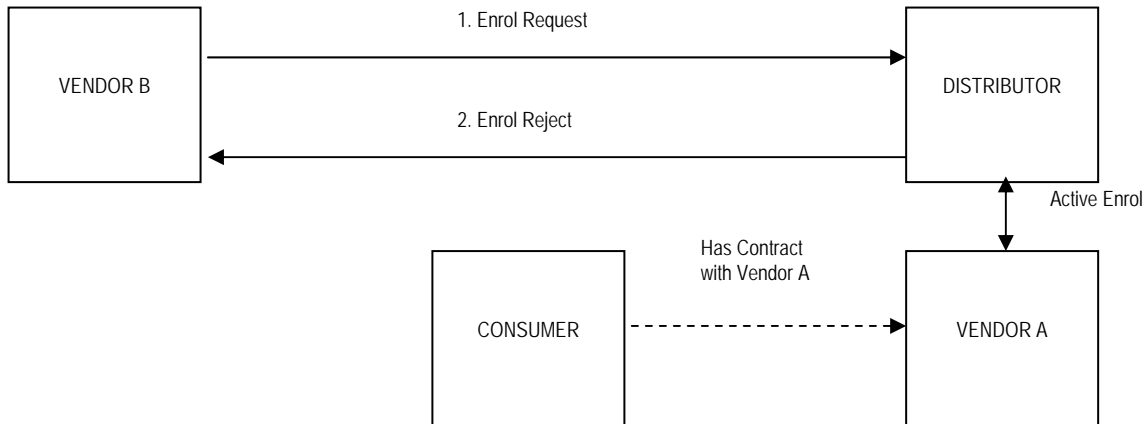 1. Enrol Request
VENDOR B
DISTRIBUTOR
2. Enrol Reject
Active Enrol
Has Contract
with Vendor A
CONSUMER
VENDOR A